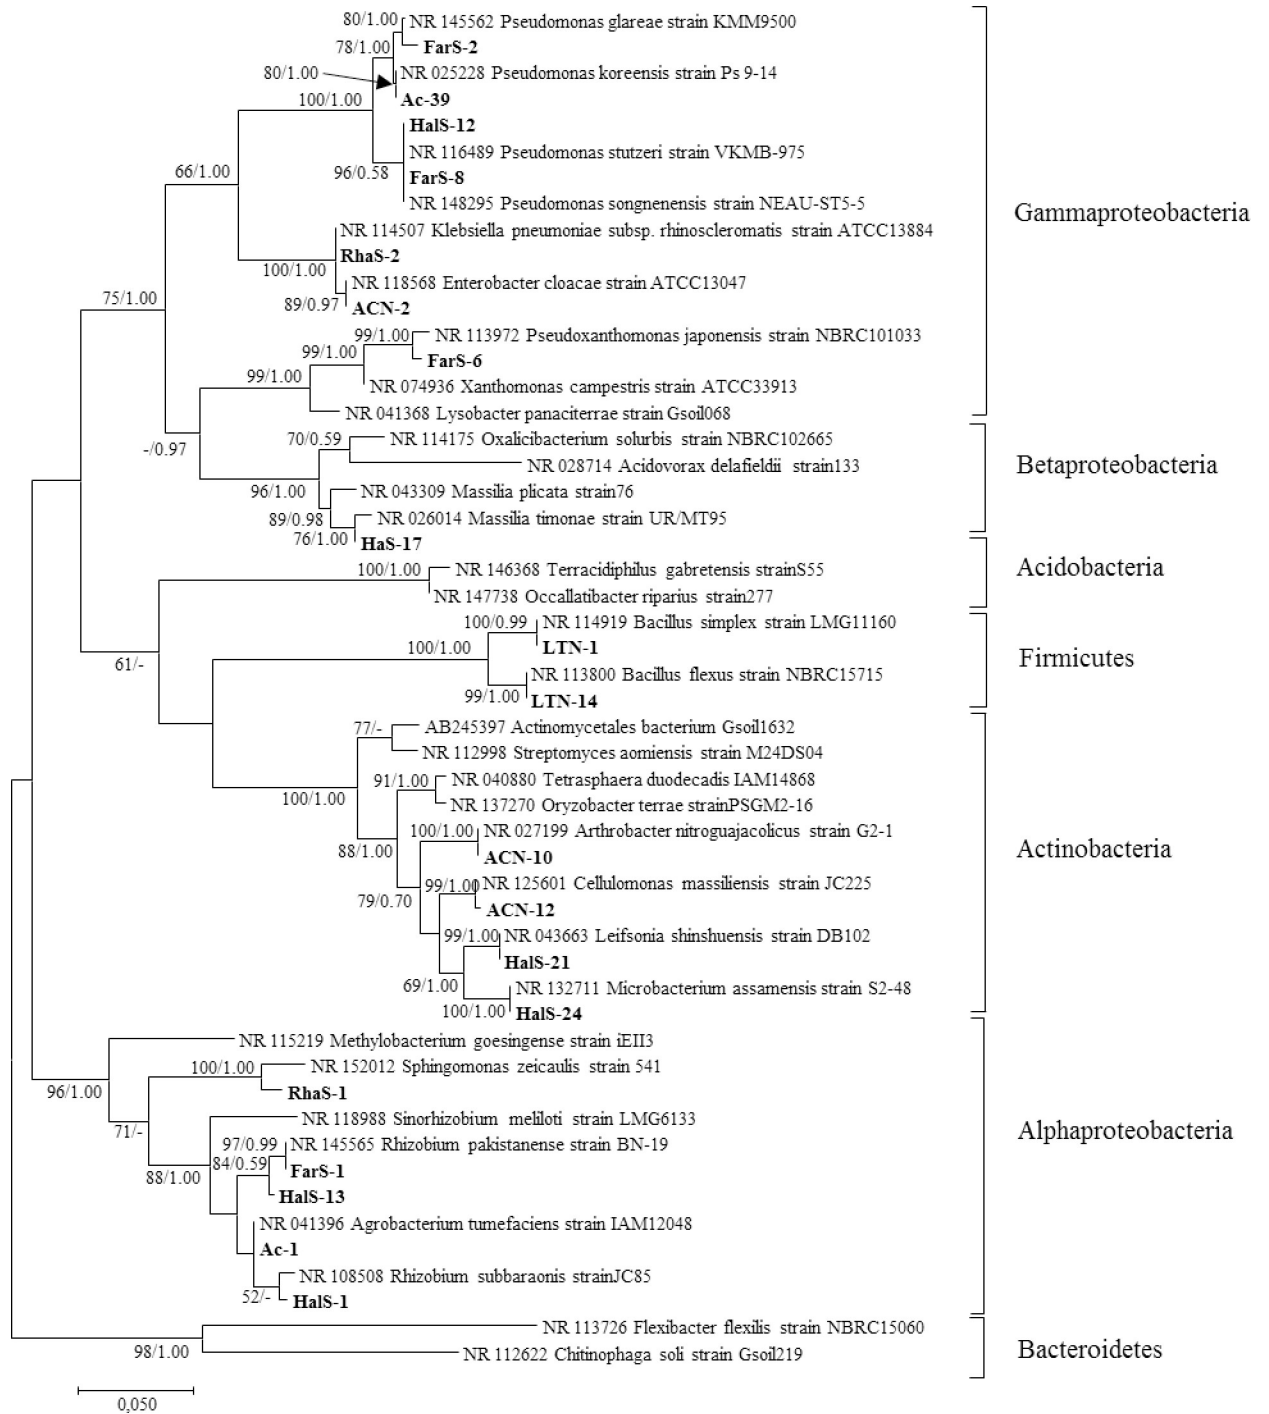 80/1.00 NR 145562 Pseudomonas glareae strain KMM9500
78/1.00 FarS-2
80/1.00 NR 025228 Pseudomonas koreensis strain Ps 9-14
100/1.00 Ac-39
HalS-12
NR 116489 Pseudomonas stutzeri strain VKMB-975
96/0.58 FarS-8
66/1.00
NR 148295 Pseudomonas songnenensis strain NEAU-ST5-5
Gammaproteobacteria
NR 114507 Klebsiella pneumoniae subsp. rhinoscleromatis strain ATCC13884
RhaS-2
100/1.00
NR 118568 Enterobacter cloacae strain ATCC13047
75/1.00
89/0.97 ACN-2
99/1.00 NR 113972 Pseudoxanthomonas japonensis strain NBRC101033
99/1.00 FarS-6
99/1.00 NR 074936 Xanthomonas campestris strain ATCC33913
NR 041368 Lysobacter panaciterrae strain Gsoil068
70/0.59 NR 114175 Oxalicibacterium solurbis strain NBRC102665
-/0.97
NR 028714 Acidovorax delafieldii strain133
Betaproteobacteria
96/1.00 NR 043309 Massilia plicata strain76
89/0.98 NR 026014 Massilia timonae strain UR/MT95
76/1.00 HaS-17
100/1.00 NR 146368 Terracidiphilus gabretensis strainS55
Acidobacteria
NR 147738 Occallatibacter riparius strain277
100/0.99 NR 114919 Bacillus simplex strain LMG11160
100/1.00 LTN-1
61/-
Firmicutes
NR 113800 Bacillus flexus strain NBRC15715
99/1.00 LTN-14
77/- AB245397 Actinomycetales bacterium Gsoil1632
NR 112998 Streptomyces aomiensis strain M24DS04
91/1.00 NR 040880 Tetrasphaera duodecadis IAM14868
100/1.00 NR 137270 Oryzobacter terrae strainPSGM2-16
100/1.00 NR 027199 Arthrobacter nitroguajacolicus strain G2-1
88/1.00 ACN-10
Actinobacteria
99/1.00 NR 125601 Cellulomonas massiliensis strain JC225
79/0.70 ACN-12
99/1.00 NR 043663 Leifsonia shinshuensis strain DB102
HalS-21
69/1.00 NR 132711 Microbacterium assamensis strain S2-48
100/1.00 HalS-24
NR 115219 Methylobacterium goesingense strain iEII3
100/1.00 NR 152012 Sphingomonas zeicaulis strain 541
96/1.00 RhaS-1
NR 118988 Sinorhizobium meliloti strain LMG6133
71/-
Alphaproteobacteria
97/0.99 NR 145565 Rhizobium pakistanense strain BN-19
84/0.59 FarS-1
88/1.00
HalS-13
NR 041396 Agrobacterium tumefaciens strain IAM12048
Ac-1
NR 108508 Rhizobium subbaraonis strainJC85
52/- HalS-1
NR 113726 Flexibacter flexilis strain NBRC15060
98/1.00 NR 112622 Chitinophaga soli strain Gsoil219
Bacteroidetes
0,050